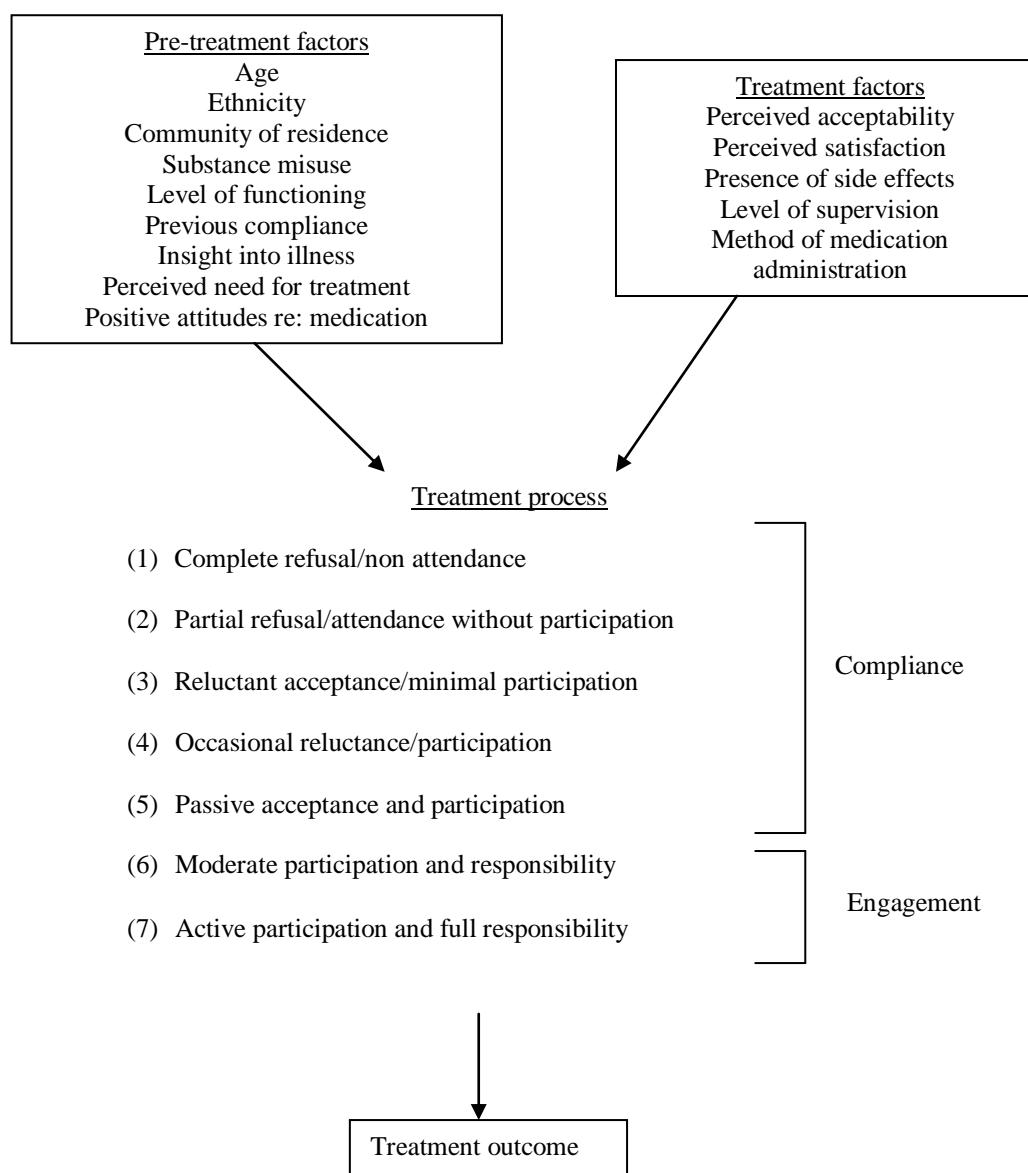 Pre-treatment factors
Age
Ethnicity
Community of residence
Substance misuse
Level of functioning
Previous compliance
Insight into illness
Perceived need for treatment
Positive attitudes re: medication
Treatment factors
Perceived acceptability
Perceived satisfaction
Presence of side effects
Level of supervision
Method of medication
administration
Treatment process
(1) Complete refusal/non attendance
(2) Partial refusal/attendance without participation
(3) Reluctant acceptance/minimal participation
(4) Occasional reluctance/participation
(5) Passive acceptance and participation
Compliance
(6) Moderate participation and responsibility
(7) Active participation and full responsibility
Engagement
Treatment outcome